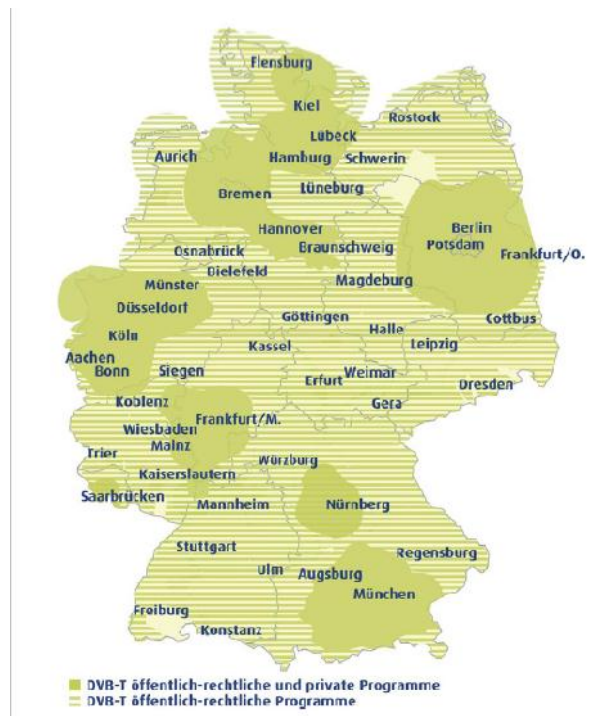 Flensburg
Kiel
Rostock
Lübeck
Aurich
Hamburg
Schwerin
Bremen
Lüneburg
Hannover
Berlin
Osnabrück
Braunschweig
Potsdam
Frankfurt/O.
Bielefeld
Münster
Magdeburg
Düsseldorf
Göttingen
Cottbus
Köln
Halle
Kassel
Leipzig
Aachen
Bonn
Siegen
Weimar
Erfurt
Dresden
Koblenz
Gera
Frankfurt/M.
Wiesbaden
Mainz
Trier
Würzburg
Kaiserslautern
Saarbrücken
Mannheim
Nürnberg
Stuttgart
Regensburg
Ulm
Augsburg
München
Freiburg
Konstanz
DVB-T öffentlich-rechtliche und private Programme
DVB-T öffentlich-rechtliche Programme